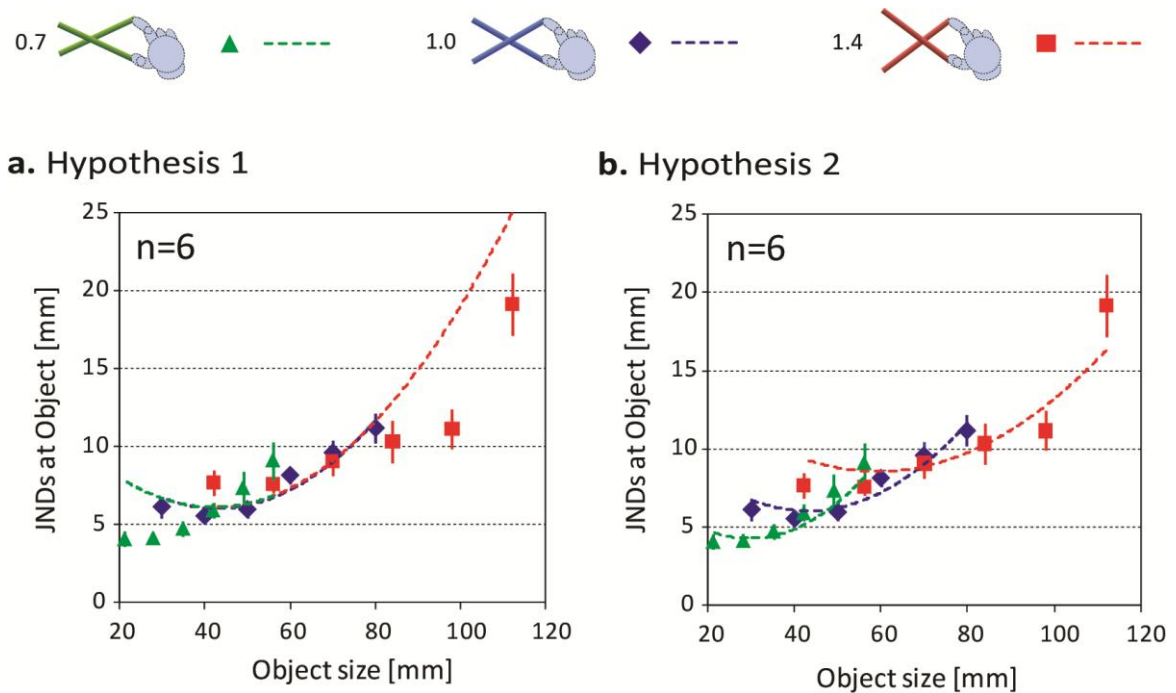 0.7 1.0 1.4
a. Hypothesis 1
b. Hypothesis 2
n=6
25
20
15
10
5
0
JNDs at Object [mm]
20 40 60 80 100 120
Object size [mm]
n=6
25
20
15
10
5
0
JNDs at Object [mm]
20 40 60 80 100 120
Object size [mm]